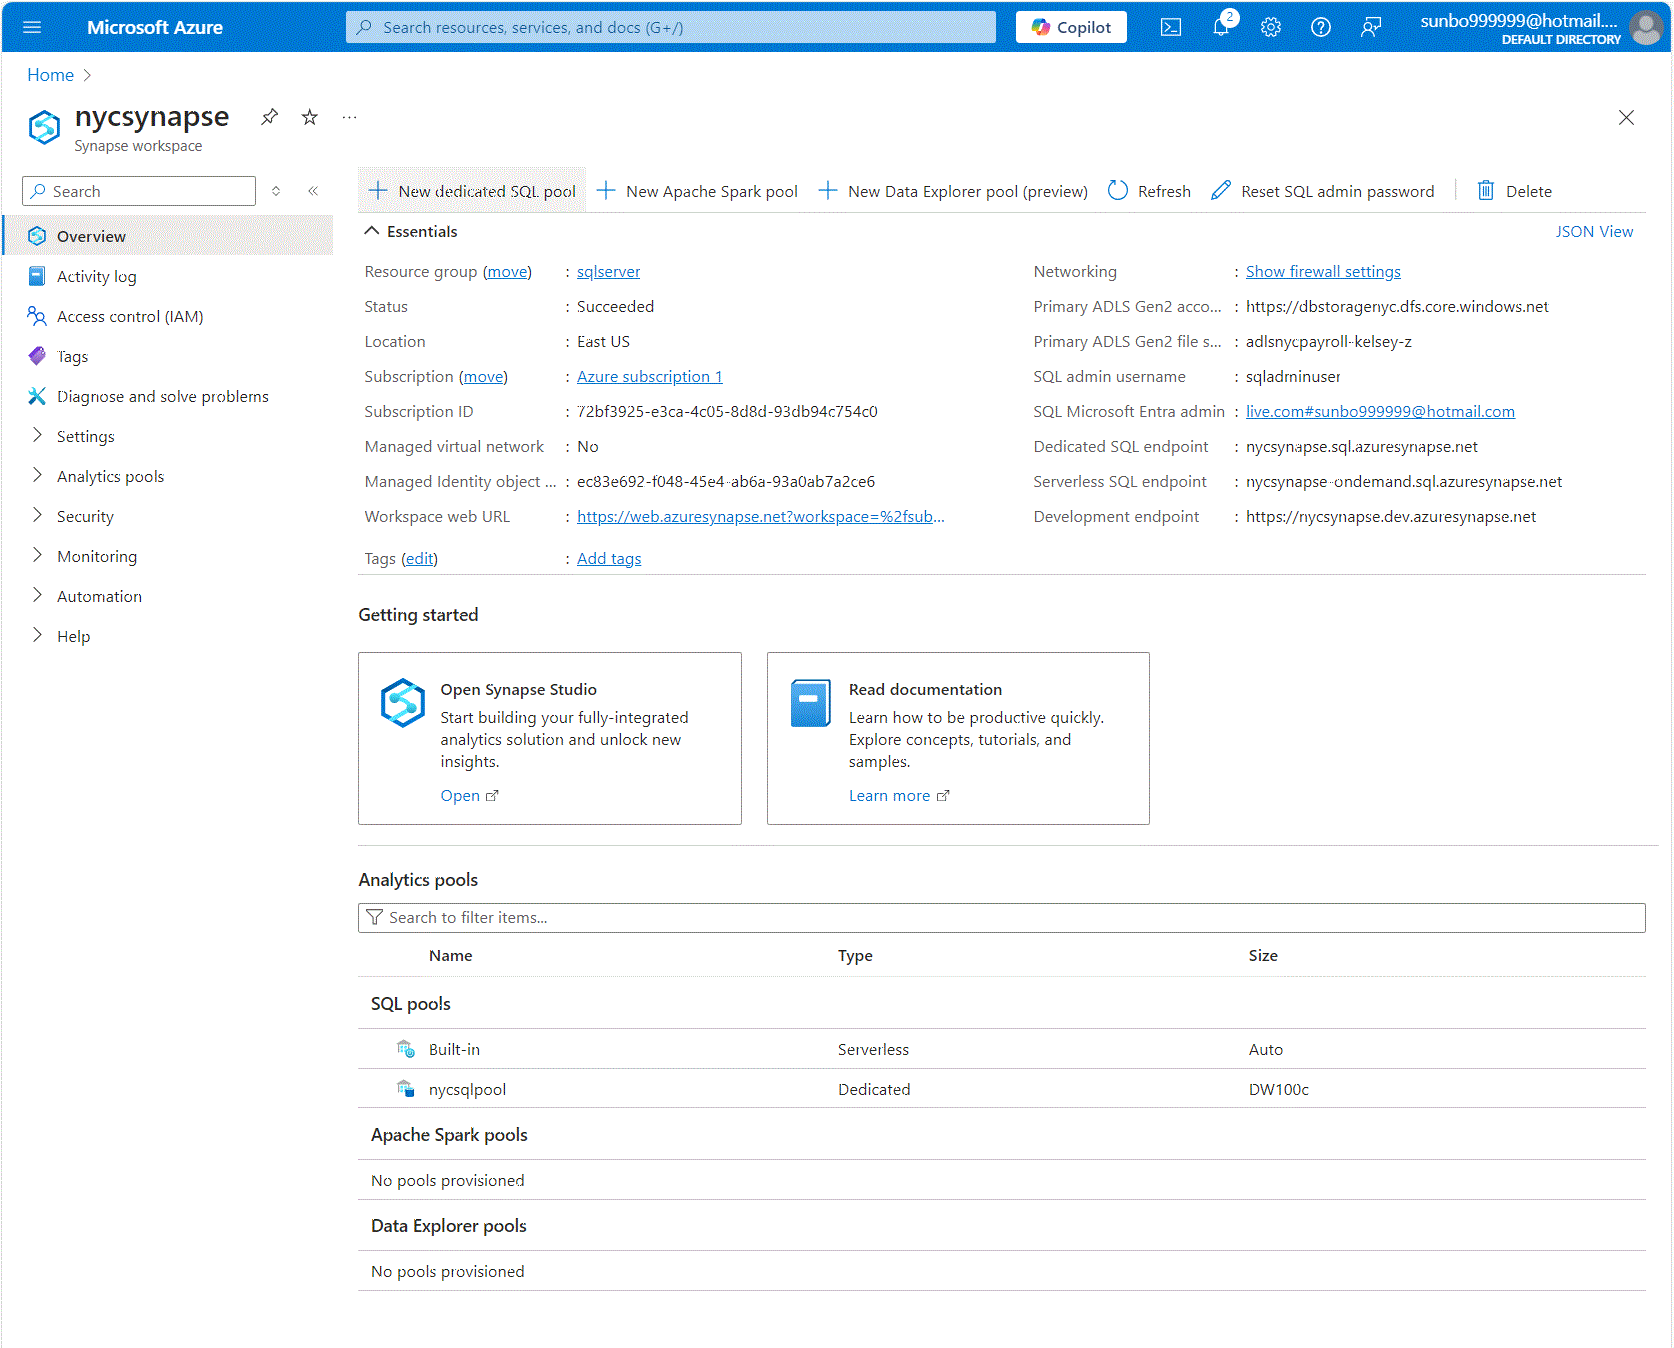 Microsoft Azure
Search resources, services, and docs (G+/)
Copilot
2
sunbo999999@hotmail....
DEFAULT DIRECTORY
Home
nycsynapse
...
Synapse workspace
Search
Overview
Activity log
Access control (IAM)
Tags
Diagnose and solve problems
Settings
Analytics pools
Security
Monitoring
Automation
Help
New dedicated SQL pool
New Apache Spark pool
New Data Explorer pool (preview)
Refresh
Reset SQL admin password
Delete
Essentials
JSON View
Resource group (move) : sqlserver
Status : Succeeded
Location : East US
Subscription (move) : Azure subscription 1
Subscription ID : 72bf3925-e3ca-4c05-8d8d-93db94c754c0
Managed virtual network : No
Managed Identity object ... : ec83e692-f048-45e4-ab6a-93a0ab7a2ce6
Workspace web URL : https://web.azuresynapse.net?workspace=%2fsub...
Tags (edit) : Add tags
Networking : Show firewall settings
Primary ADLS Gen2 acco... : https://dbstoragenyc.dfs.core.windows.net
Primary ADLS Gen2 file s... : adlsnycpayroll-kelsey-z
SQL admin username : sqladminuser
SQL Microsoft Entra admin : live.com#sunbo999999@hotmail.com
Dedicated SQL endpoint : nycsynapse.sql.azuresynapse.net
Serverless SQL endpoint : nycsynapse-ondemand.sql.azuresynapse.net
Development endpoint : https://nycsynapse.dev.azuresynapse.net
Getting started
Open Synapse Studio
Start building your fully-integrated
analytics solution and unlock new
insights.
Open
Read documentation
Learn how to be productive quickly.
Explore concepts, tutorials, and
samples.
Learn more
Analytics pools
Search to filter items...
Name Type Size
SQL pools
Built-in Serverless Auto
nycsqlpool Dedicated DW100c
Apache Spark pools
No pools provisioned
Data Explorer pools
No pools provisioned